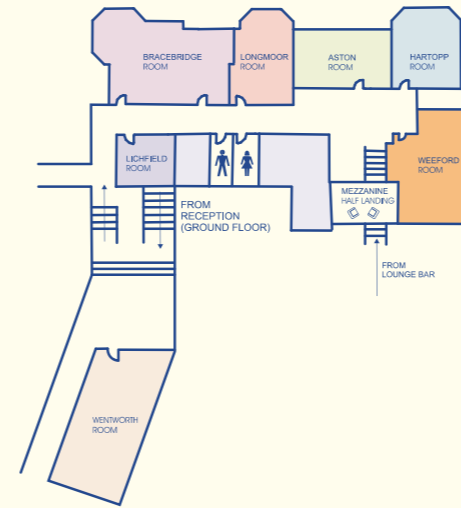 BRACEBRIDGE
ROOM
LONGMOOR
ROOM
ASTON
ROOM
HARTOPP
ROOM
LICHFIELD
ROOM
WEEFORD
ROOM
MEZZANINE
HALF LANDING
FROM
RECEPTION
(GROUND FLOOR)
FROM
LOUNGE BAR
WENTWORTH
ROOM